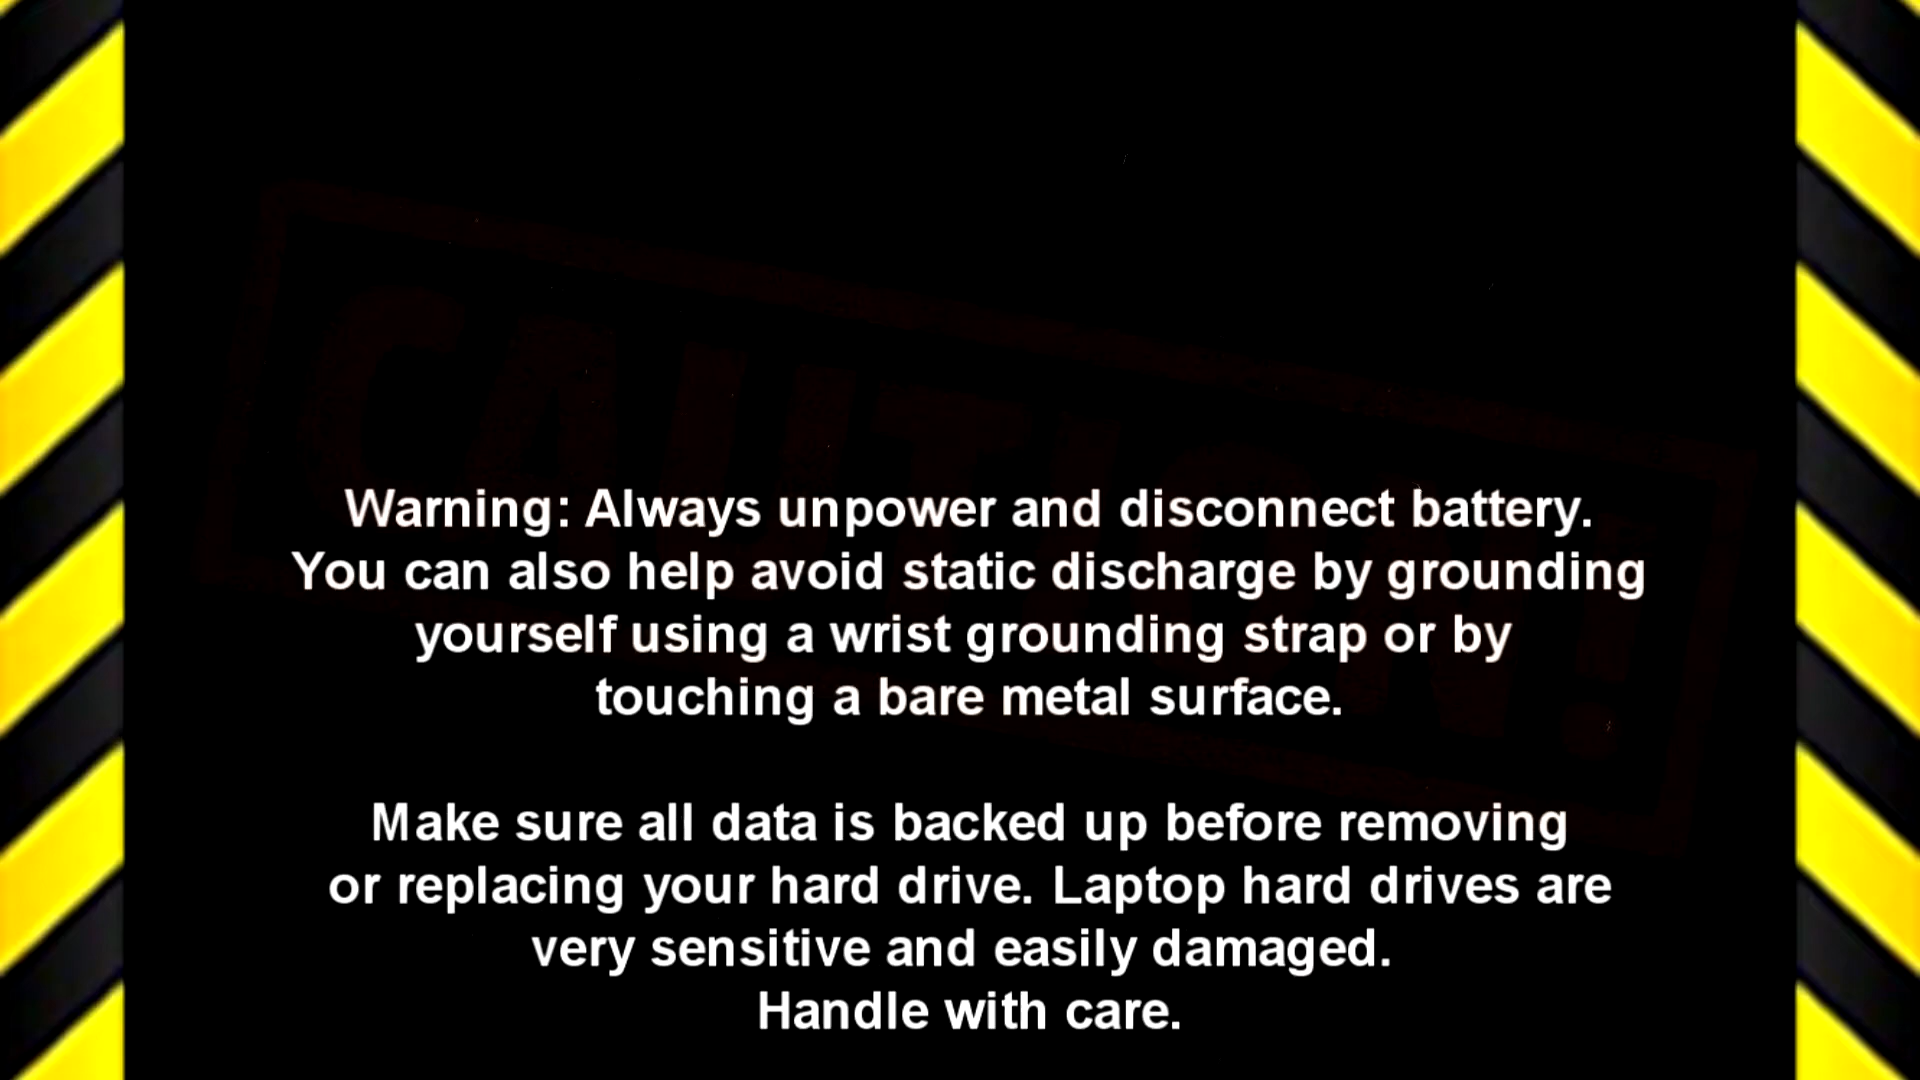 CAUTION!
Warning: Always unpower and disconnect battery.
You can also help avoid static discharge by grounding
yourself using a wrist grounding strap or by
touching a bare metal surface.
Make sure all data is backed up before removing
or replacing your hard drive. Laptop hard drives are
very sensitive and easily damaged.
Handle with care.